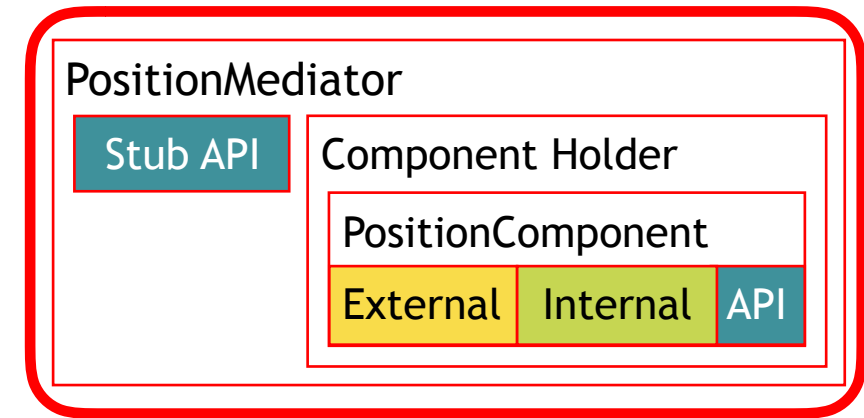 PositionMediator
Stub API
Component Holder
PositionComponent
External
Internal
API